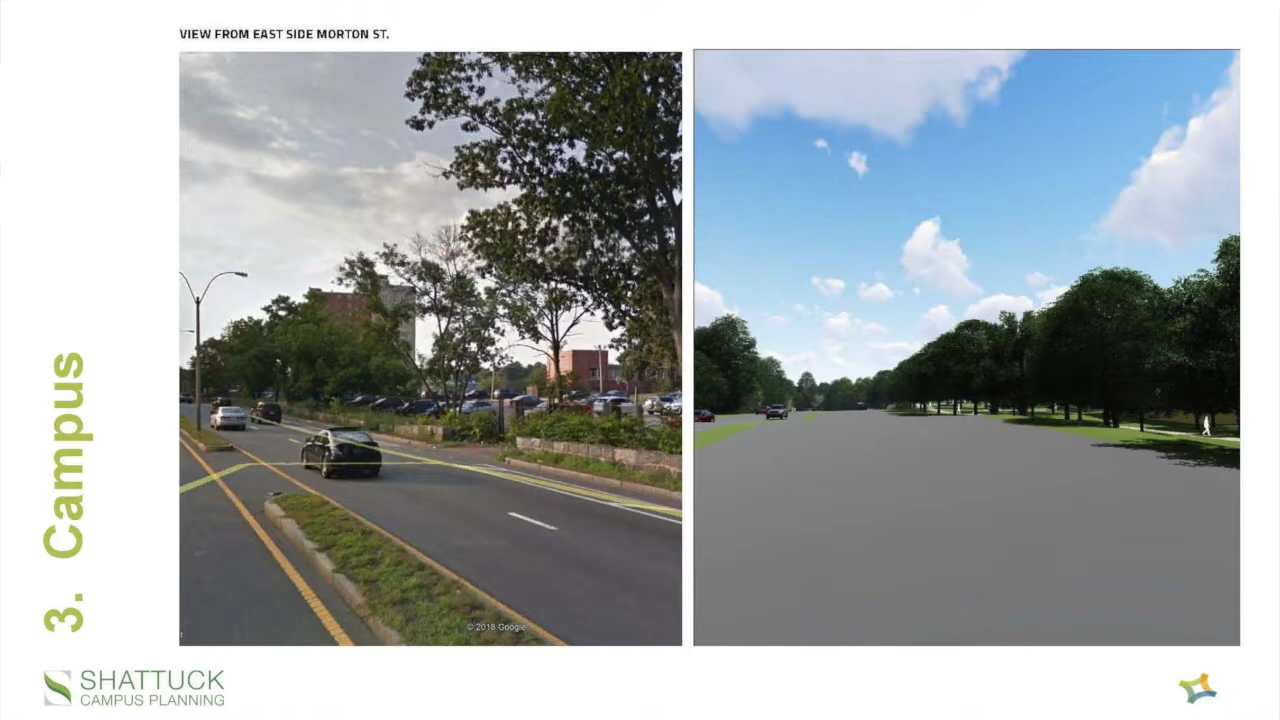 VIEW FROM EAST SIDE MORTON ST.
3. Campus
© 2018 Google
SHATTUCK
CAMPUS PLANNING